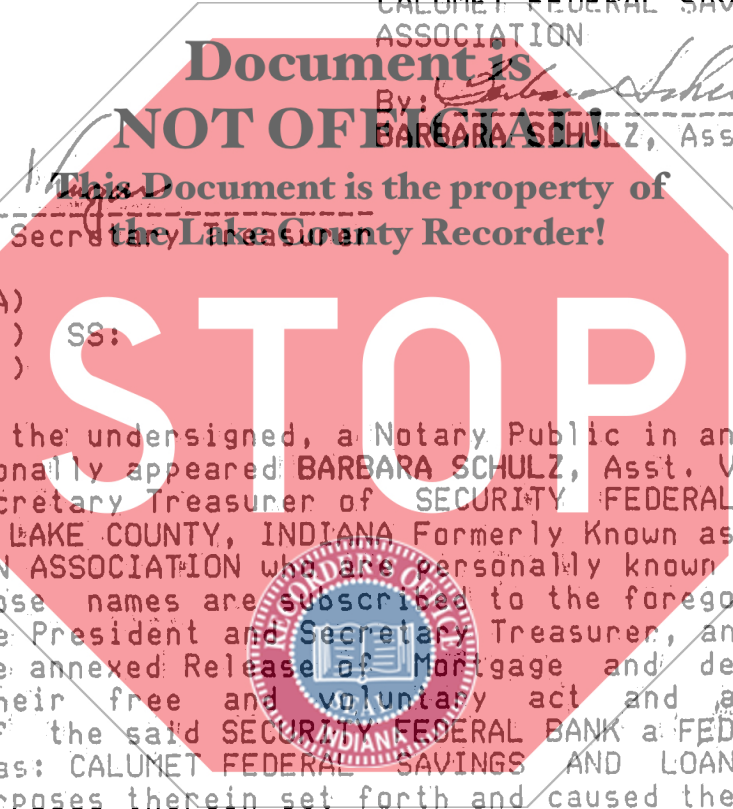 CALUMET FEDERAL SAV
ASSOCIATION
Document is
By:
NOT OFFICIAL!
BARBARA SCHULZ, Ass
This Document is the property of
the Lake County Recorder!
Secretary Treasurer
A)
) SS:
)
STOP
the undersigned, a Notary Public in an
onally appeared BARBARA SCHULZ, Asst. V
cretary Treasurer of SECURITY FEDERAL
LAKE COUNTY, INDIANA Formerly Known as
N ASSOCIATION who are personally known
ose names are subscribed to the forego
e President and Secretary Treasurer, an
e annexed Release of Mortgage and de
heir free and voluntary act and a
f the said SECURITY FEDERAL BANK a FED
as: CALUMET FEDERAL SAVINGS AND LOAN
rposes therein set forth and caused the
RECORDER'S OFFICE
SEAL
INDIANA